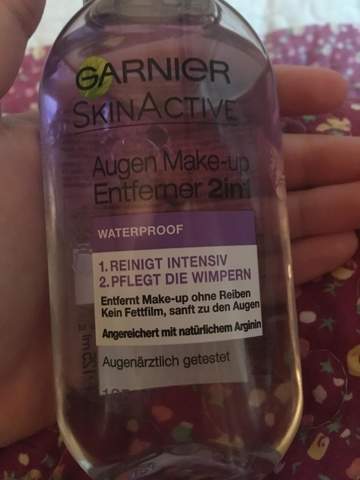 GARNIER
SKINACTIVE
Augen Make-up
Entferner 2in1
WATERPROOF
1.REINIGT INTENSIV
2.PFLEGT DIE WIMPERN
Entfernt Make-up ohne Reiben
Kein Fettfilm, sanft zu den Augen
Angereichert mit natürlichem Arginin
Augenärztlich getestet